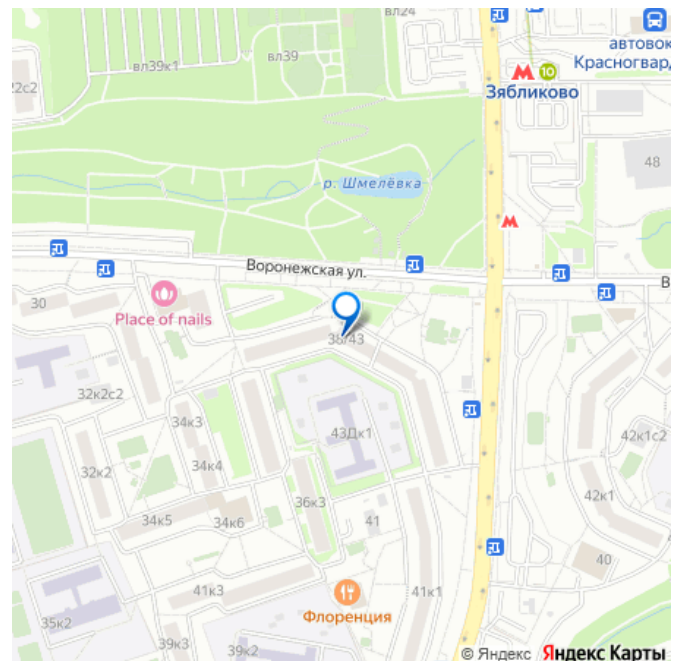 вл24
вл39к1
вл39
автовок
Красногвард
22с2
10
Зябликово
48
р. Шмелёвка
Воронежская ул.
В
30
Place of nails
38/43
32к2с2
34к3
43Дк1
42к1с2
32к2
34к4
36к3
42к1
34к5
34к6
41
40
41к3
41к1
Флоренция
35к2
39к3
39к2
© Яндекс Яндекс Карты